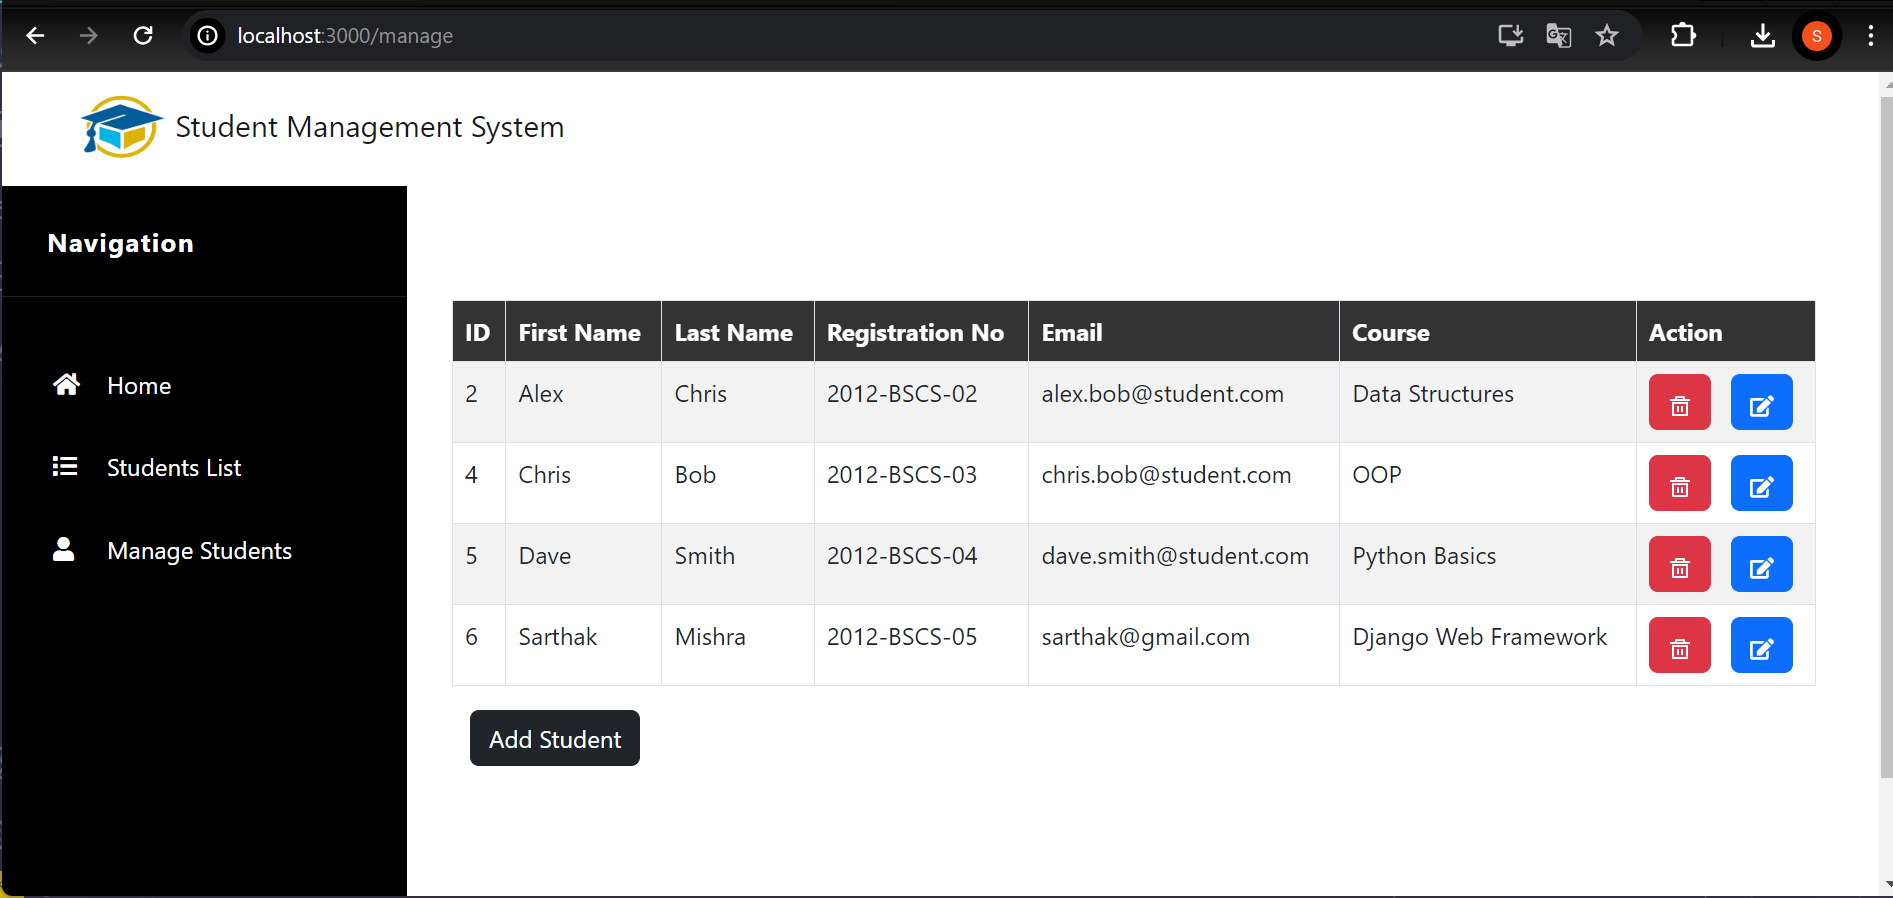 localhost:3000/manage
S
Student Management System
Navigation
Home
Students List
Manage Students
ID First Name Last Name Registration No Email Course Action
2 Alex Chris 2012-BSCS-02 alex.bob@student.com Data Structures
4 Chris Bob 2012-BSCS-03 chris.bob@student.com OOP
5 Dave Smith 2012-BSCS-04 dave.smith@student.com Python Basics
6 Sarthak Mishra 2012-BSCS-05 sarthak@gmail.com Django Web Framework
Add Student